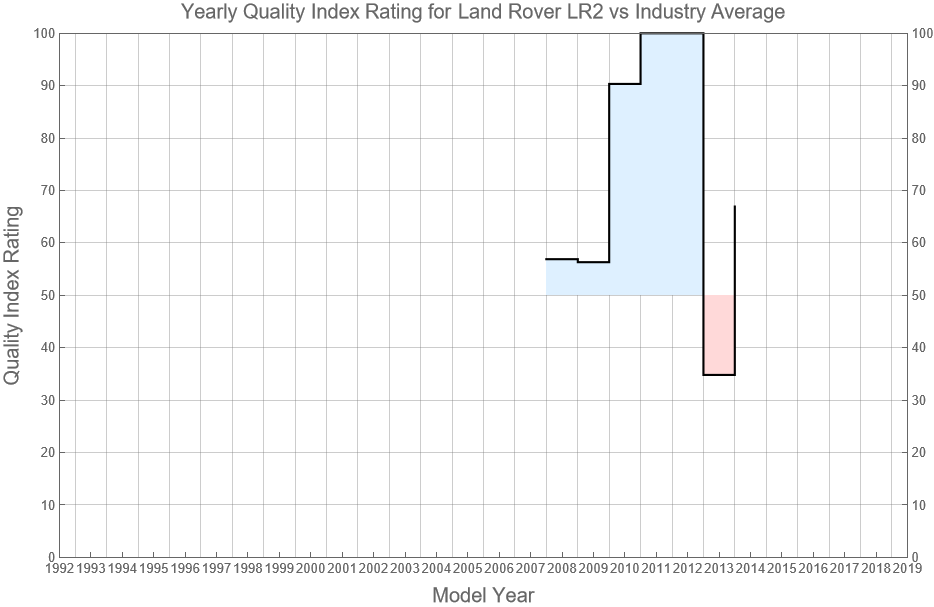 Yearly Quality Index Rating for Land Rover LR2 vs Industry Average
100 100
90 90
80 80
70 70
60 60
50 50
40 40
30 30
20 20
10 10
0 0
Quality Index Rating
1992 1993 1994 1995 1996 1997 1998 1999 2000 2001 2002 2003 2004 2005 2006 2007 2008 2009 2010 2011 2012 2013 2014 2015 2016 2017 2018 2019
Model Year